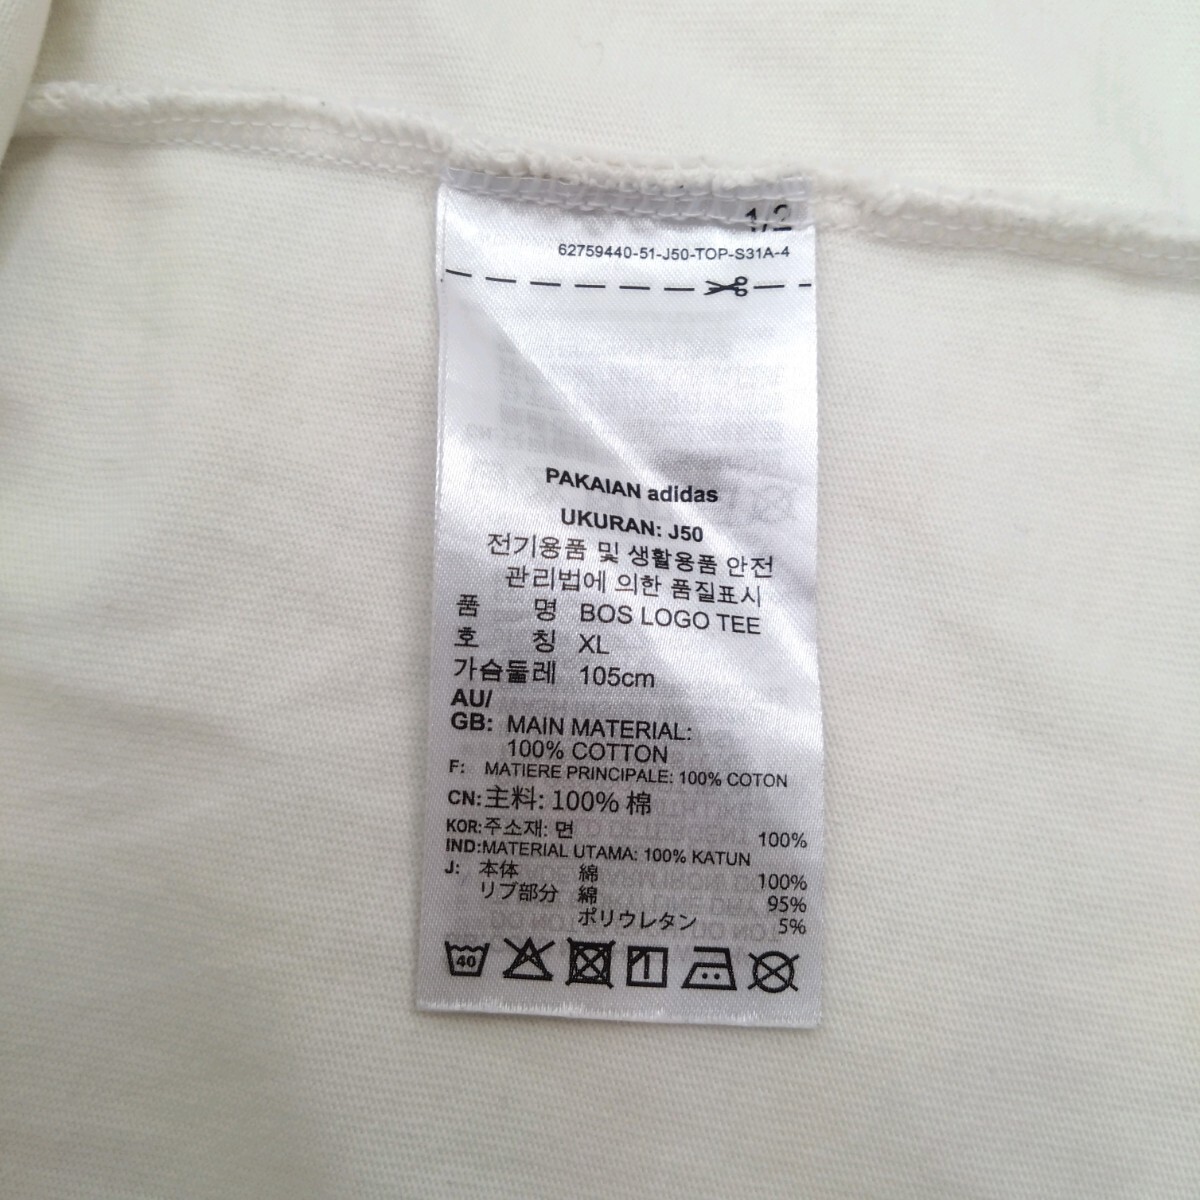 1/2
62759440-51-J50-TOP-S31A-4
PAKAIAN adidas
UKURAN: J50
전기용품 및 생활용품 안전
관리법에 의한 품질표시
품 명 BOS LOGO TEE
호 칭 XL
가슴둘레 105cm
AU/
GB: MAIN MATERIAL:
100% COTTON
F: MATIERE PRINCIPALE: 100% COTON
CN: 主料: 100% 棉
KOR: 주소재: 면 100%
IND: MATERIAL UTAMA: 100% KATUN
J: 本体 綿 100%
リブ部分 綿 95%
ポリウレタン 5%
40